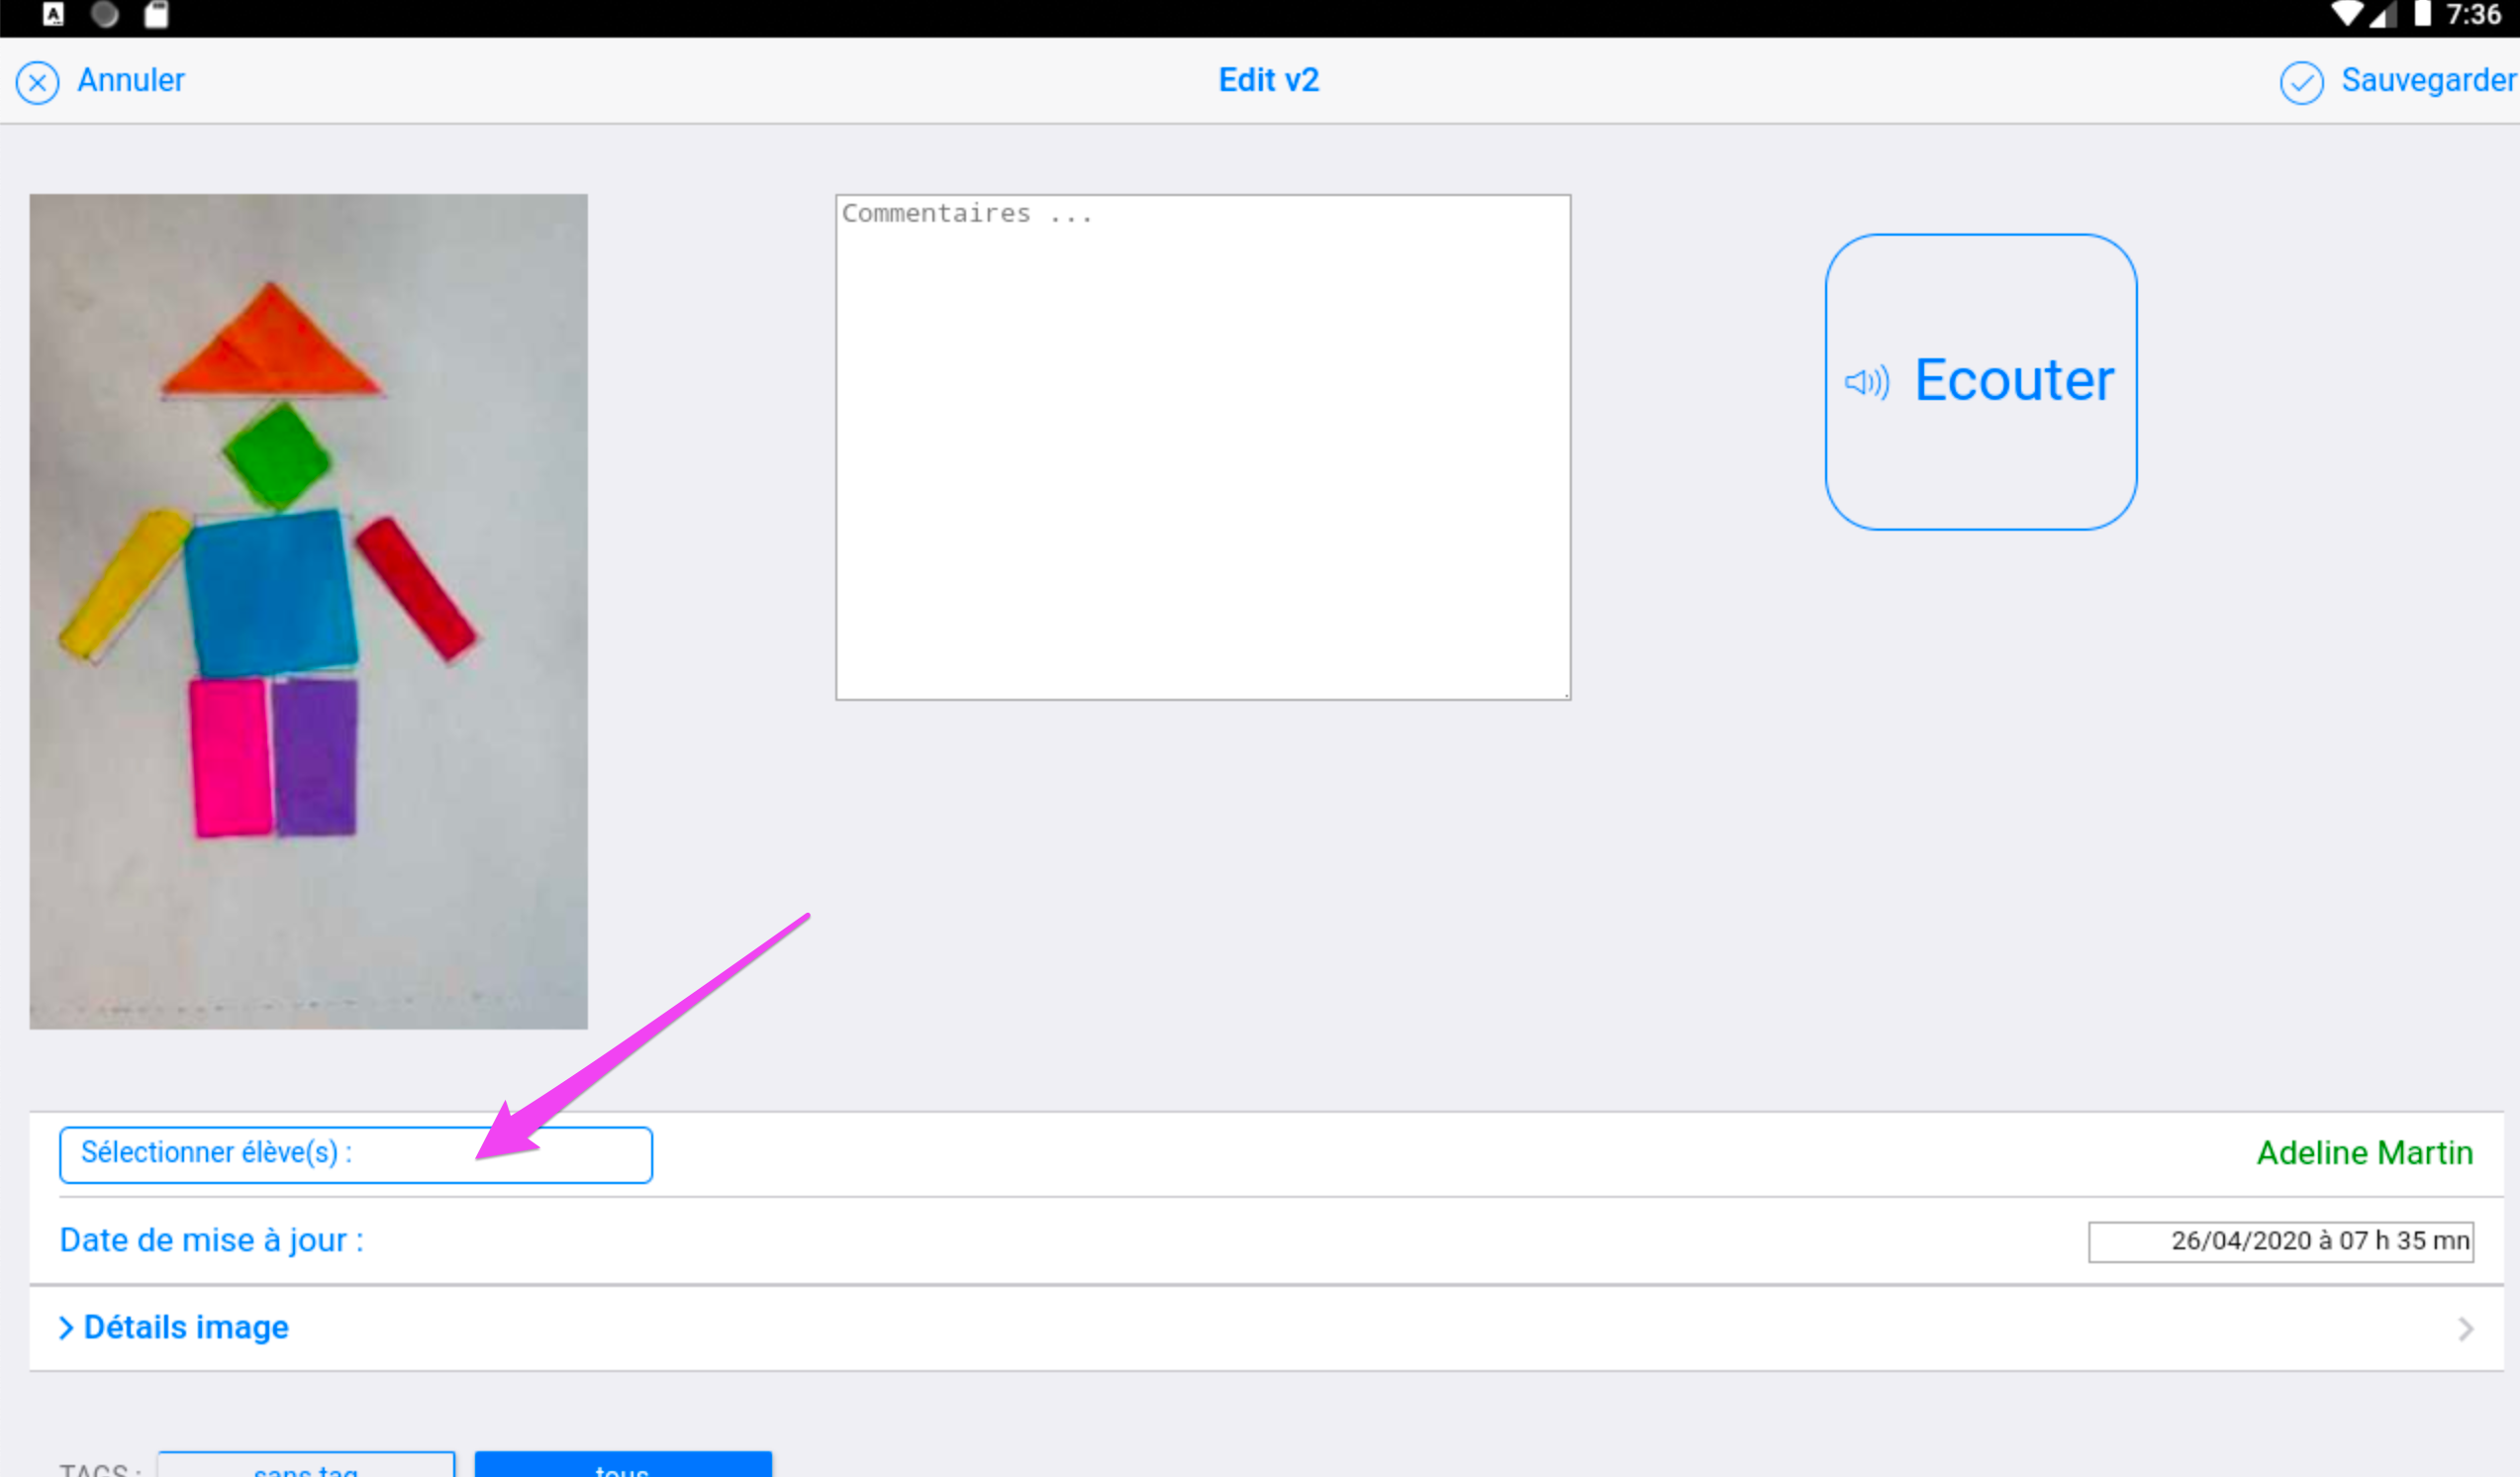 A
7:36
Annuler
Edit v2
Sauvegarder
Commentaires ...
Ecouter
Sélectionner élève(s) :
Adeline Martin
Date de mise à jour :
26/04/2020 à 07 h 35 mn
Détails image
TAGS :
sans tag
tous